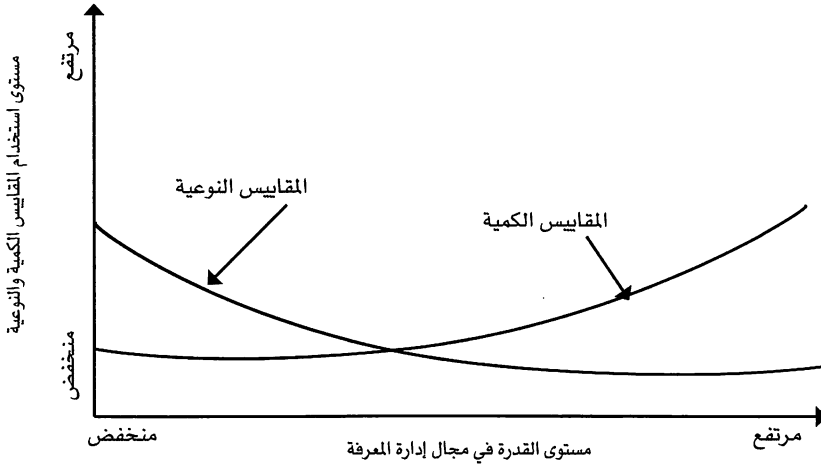 مرتفع
مستوى استخدام المقاييس الكمية والنوعية
المقاييس النوعية
المقاييس الكمية
منخفض
منخفض
مرتفع
مستوى القدرة في مجال إدارة المعرفة